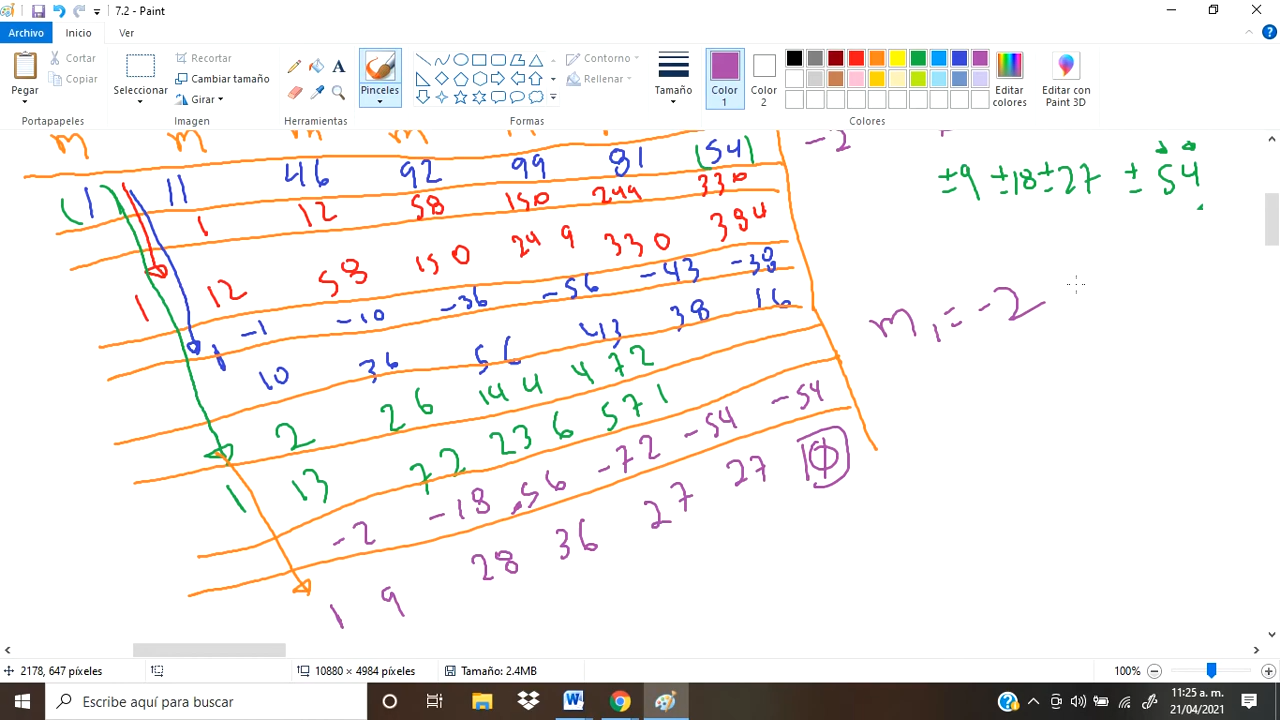 7.2 - Paint
Archivo Inicio Ver
Pegar
Seleccionar
Recortar
Copiar
Cambiar tamaño
Girar
Pinceles
Contorno
Rellenar
Tamaño
Color 1
Color 2
Editar colores
Editar con Paint 3D
Portapapeles Imagen Herramientas Formas Colores
m m m m
(1 11 46 92 99 81 (54)
1 12 58 150 249 330
1 12 58 150 249 330 384
-1 -10 -36 -56 -43 -38
1 10 36 56 43 38 16
2 26 144 472
1 13 72 236 571
-2 -18 -56 -72 -54 -54
1 9 28 36 27 27 0
-2
±9 ±18 ±27 ±54
m₁ = -2
2178, 647 píxeles 10880 × 4984 píxeles Tamaño: 2.4MB 100%
Escribe aquí para buscar
11:25 a. m.
21/04/2021